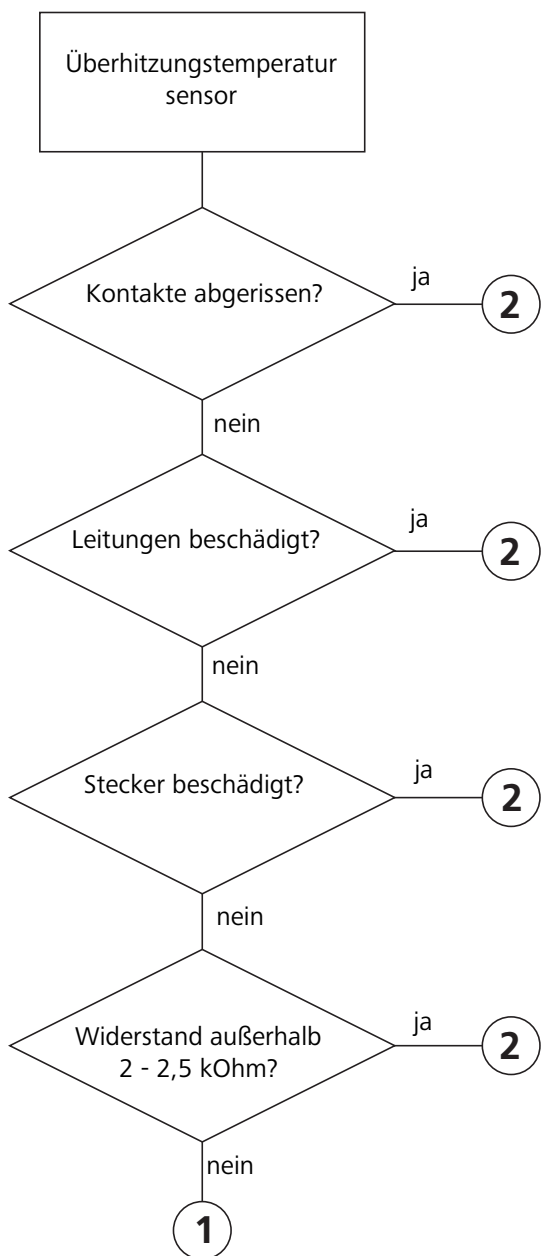 Überhitzungstemperatur
sensor
Kontakte abgerissen?
ja
2
nein
Leitungen beschädigt?
ja
2
nein
Stecker beschädigt?
ja
2
nein
Widerstand außerhalb
2 - 2,5 kOhm?
ja
2
nein
1